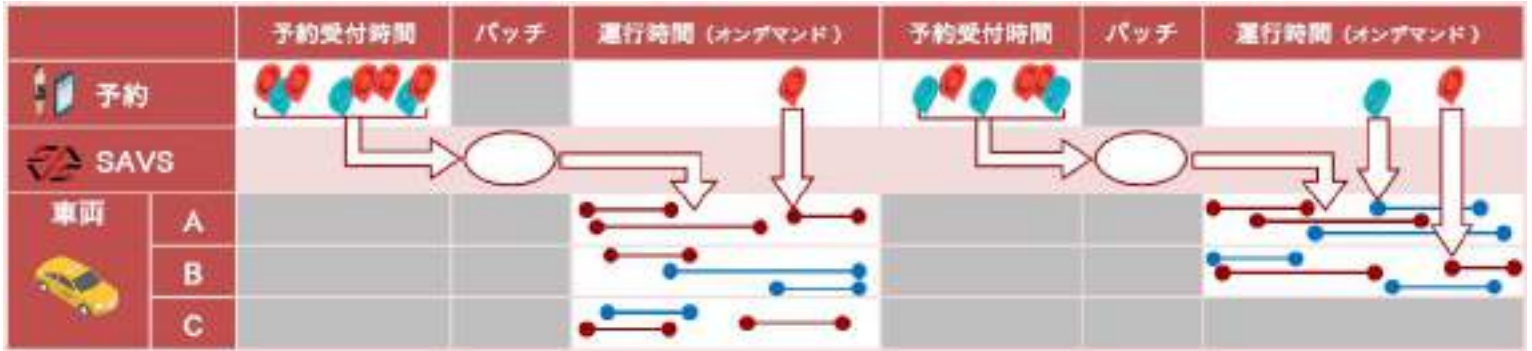 予約受付時間 バッチ 運行時間 (オンデマンド) 予約受付時間 バッチ 運行時間 (オンデマンド)
予約
SAVS
車両
A
B
C